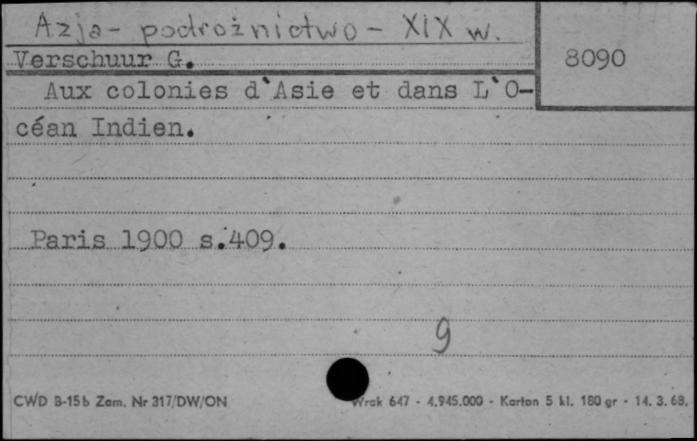 Azja - podróżnictwo - XIX w.
Verschuur G.
8090
Aux colonies d`Asie et dans L`O-
céan Indien.
Paris 1900 s.409.
9
CWD B-15b Zam. Nr 317/DW/ON
Wrak 647 - 4.945.000 - Karton 5 kl. 180 gr - 14. 3. 68.